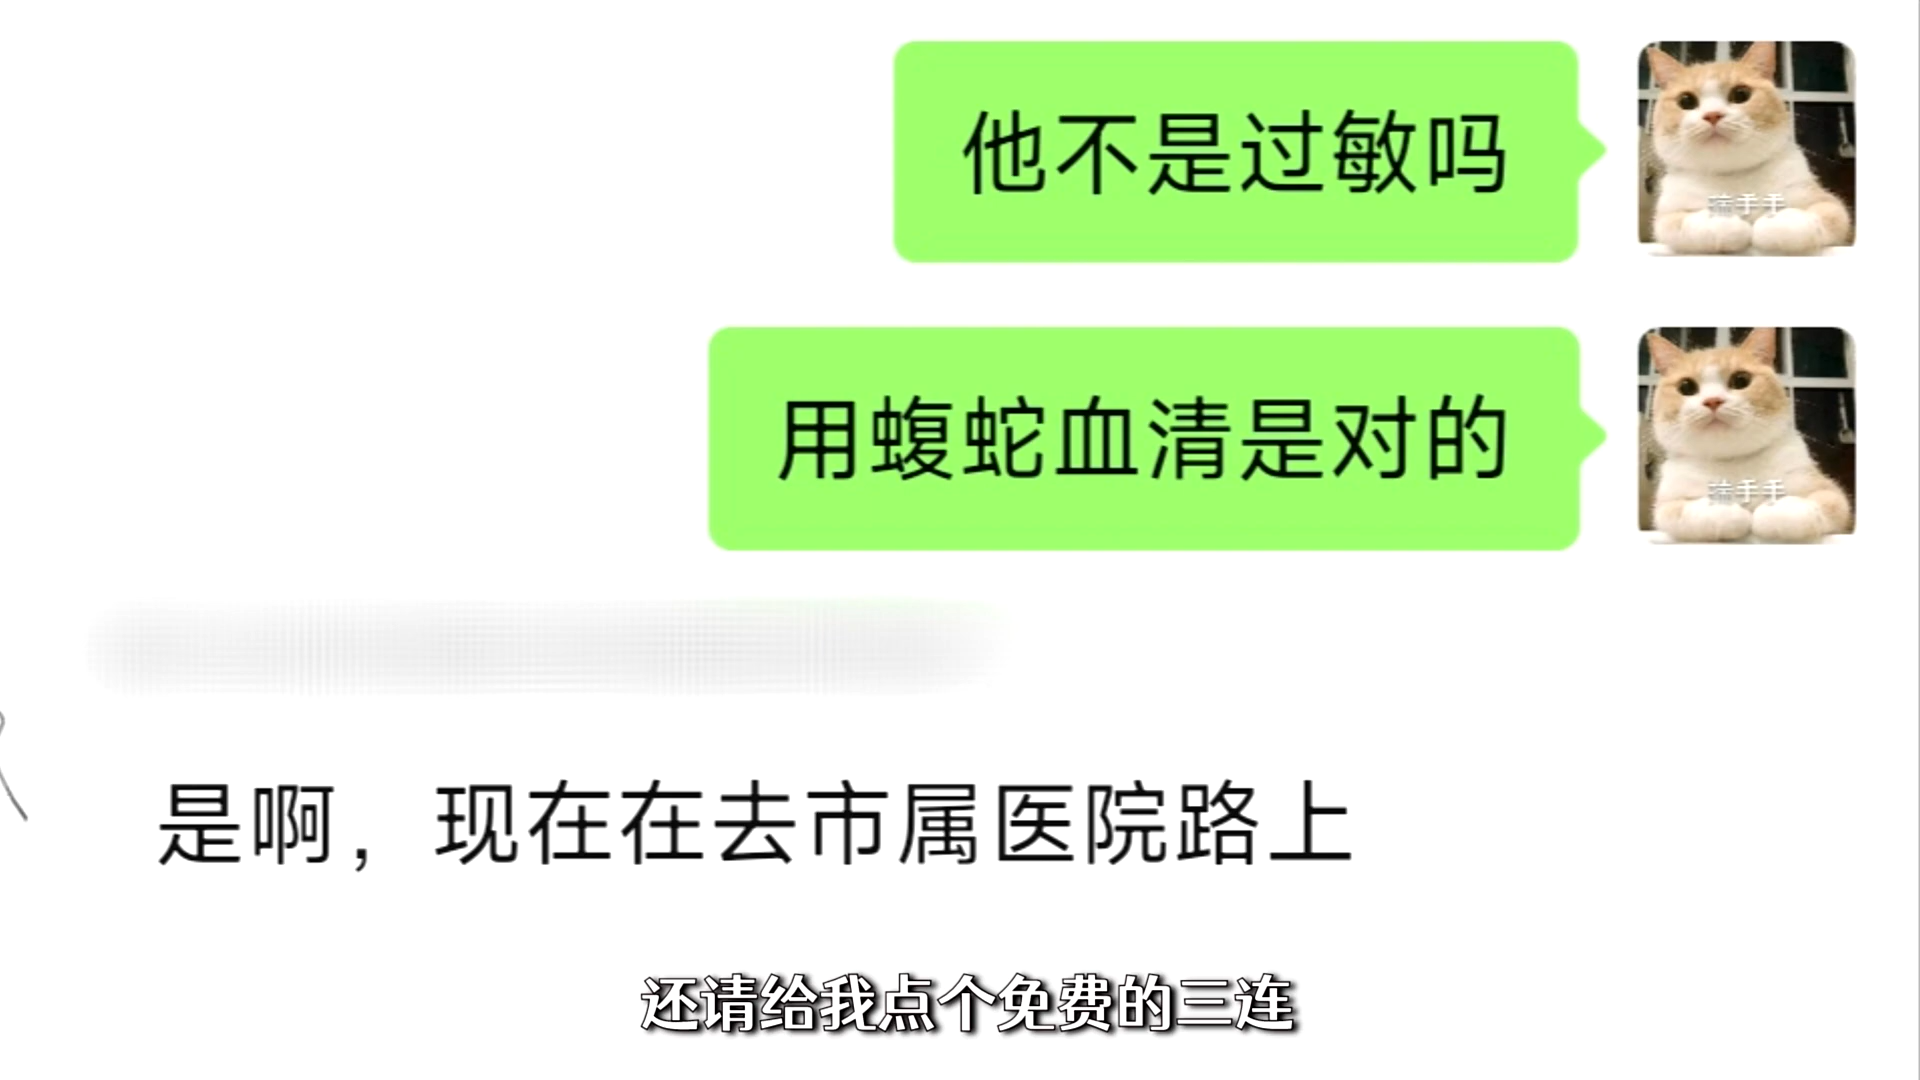 他不是过敏吗
用蝮蛇血清是对的
是啊，现在在去市属医院路上
还请给我点个免费的三连